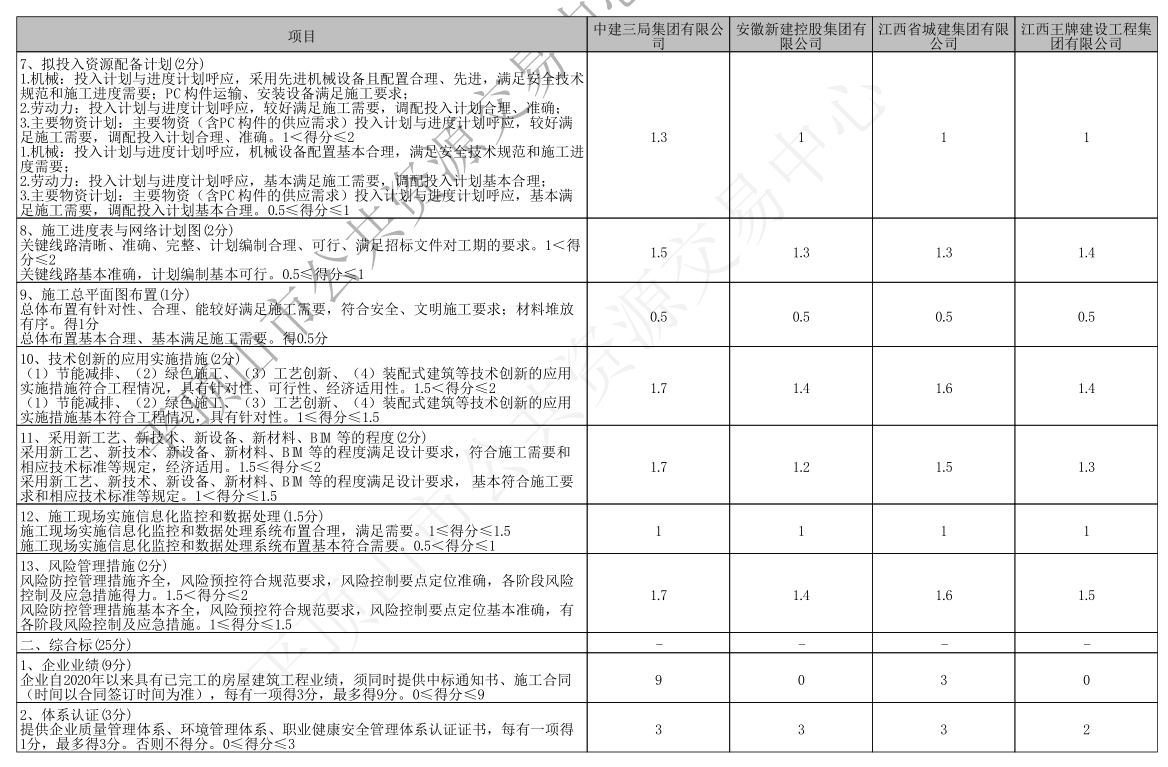 项目
中建三局集团有限公
司
安徽新建控股集团有
限公司
江西省城建集团有限
公司
江西王牌建设工程集
团有限公司
7、拟投入资源配备计划(2分)
1.机械：投入计划与进度计划呼应，采用先进机械设备且配置合理、先进，满足安全技术
规范和施工进度需要；PC 构件运输、安装设备满足施工要求；
2.劳动力：投入计划与进度计划呼应，较好满足施工需要，调配投入计划合理、准确；
3.主要物资计划：主要物资（含PC 构件的供应需求）投入计划与进度计划呼应，较好满
足施工需要，调配投入计划合理、准确。1＜得分≤2
1.机械：投入计划与进度计划呼应，机械设备配置基本合理，满足安全技术规范和施工进
度需要；
2.劳动力：投入计划与进度计划呼应，基本满足施工需要，调配投入计划基本合理；
3.主要物资计划：主要物资（含PC 构件的供应需求）投入计划与进度计划呼应，基本满
足施工需要，调配投入计划基本合理。0.5≤得分≤1
1.3
1
1
1
8、施工进度表与网络计划图(2分)
关键线路清晰、准确、完整、计划编制合理、可行、满足招标文件对工期的要求。1＜得
分≤2
关键线路基本准确，计划编制基本可行。0.5≤得分≤1
1.5
1.3
1.3
1.4
9、施工总平面图布置(1分)
总体布置有针对性、合理、能较好满足施工需要，符合安全、文明施工要求；材料堆放
有序。得1分
总体布置基本合理、基本满足施工需要。得0.5分
0.5
0.5
0.5
0.5
10、技术创新的应用实施措施(2分)
（1）节能减排、（2）绿色施工、（3）工艺创新、（4）装配式建筑等技术创新的应用
实施措施符合工程情况，具有针对性、可行性、经济适用性。1.5＜得分≤2
（1）节能减排、（2）绿色施工、（3）工艺创新、（4）装配式建筑等技术创新的应用
实施措施基本符合工程情况，具有针对性。1≤得分≤1.5
1.7
1.4
1.6
1.4
11、采用新工艺、新技术、新设备、新材料、BIM 等的程度(2分)
采用新工艺、新技术、新设备、新材料、BIM 等的程度满足设计要求，符合施工需要和
相应技术标准等规定，经济适用。1.5≤得分≤2
采用新工艺、新技术、新设备、新材料、BIM 等的程度满足设计要求， 基本符合施工要
求和相应技术标准等规定。1＜得分≤1.5
1.7
1.2
1.5
1.3
12、施工现场实施信息化监控和数据处理(1.5分)
施工现场实施信息化监控和数据处理系统布置合理，满足需要。1≤得分≤1.5
施工现场实施信息化监控和数据处理系统布置基本符合需要。0.5＜得分≤1
1
1
1
1
13、风险管理措施(2分)
风险防控管理措施齐全，风险预控符合规范要求，风险控制要点定位准确，各阶段风险
控制及应急措施得力。1.5＜得分≤2
风险防控管理措施基本齐全，风险预控符合规范要求，风险控制要点定位基本准确，有
各阶段风险控制及应急措施。1≤得分≤1.5
1.7
1.4
1.6
1.5
二、综合标(25分)
–
–
–
–
1、企业业绩(9分)
企业自2020年以来具有已完工的房屋建筑工程业绩，须同时提供中标通知书、施工合同
（时间以合同签订时间为准），每有一项得3分，最多得9分。0≤得分≤9
9
0
3
0
2、体系认证(3分)
提供企业质量管理体系、环境管理体系、职业健康安全管理体系认证证书，每有一项得
1分，最多得3分。否则不得分。0≤得分≤3
3
3
3
2
平顶山市公共资源交易中心
平顶山市公共资源交易中心